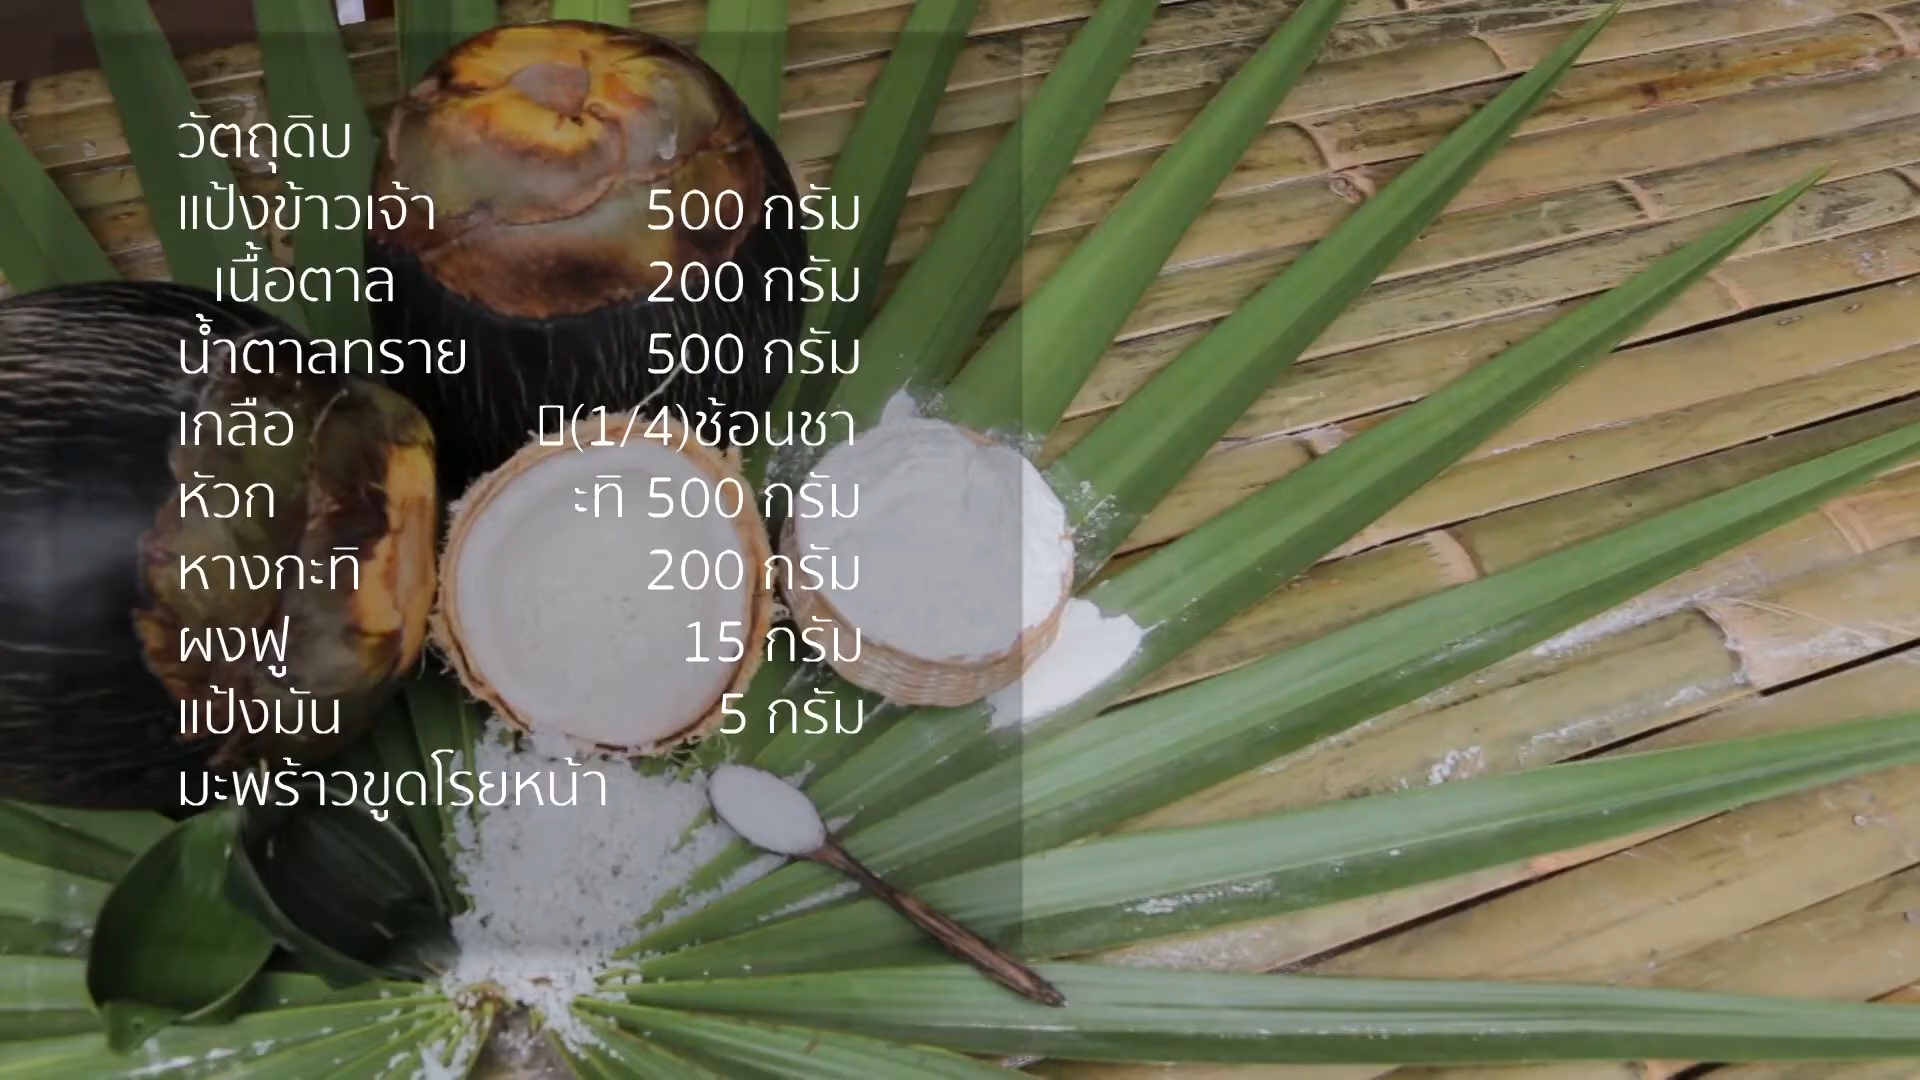 วัตถุดิบ
แป้งข้าวเจ้า 500 กรัม
เนื้อตาล 200 กรัม
น้ำตาลทราย 500 กรัม
เกลือ (1/4)ช้อนชา
หัวก ะทิ 500 กรัม
หางกะทิ 200 กรัม
ผงฟู 15 กรัม
แป้งมัน 5 กรัม
มะพร้าวขูดโรยหน้า